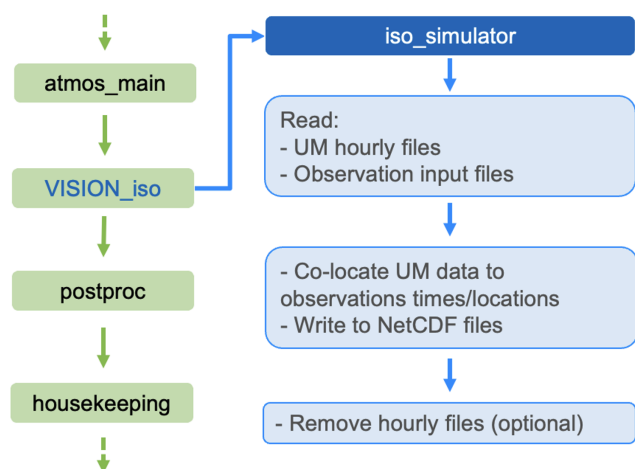 atmos_main
VISION_iso
postproc
housekeeping
iso_simulator
Read:
- UM hourly files
- Observation input files
- Co-locate UM data to
observations times/locations
- Write to NetCDF files
- Remove hourly files (optional)